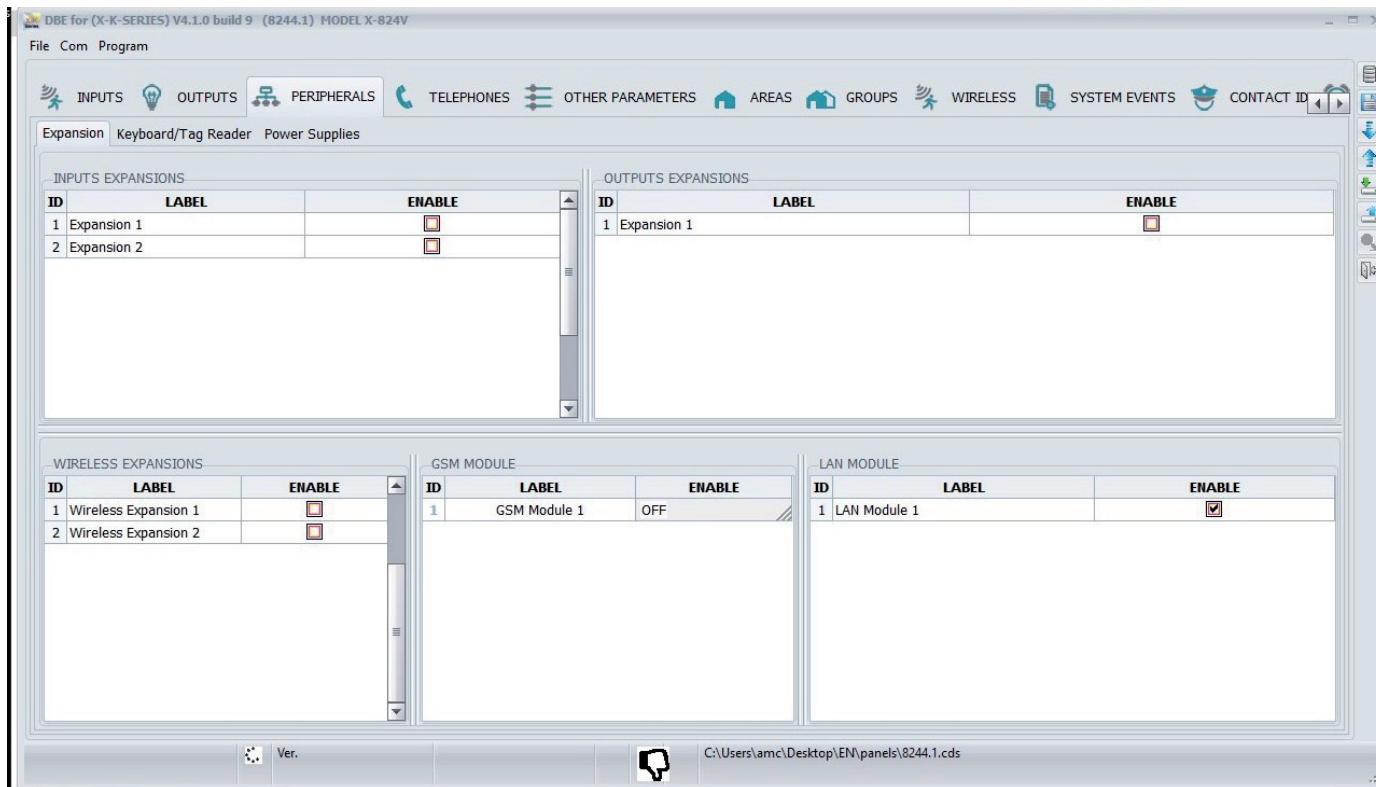 DBE for (X-K-SERIES) V4.1.0 build 9 (8244.1) MODEL X-824V
File Com Program
INPUTS OUTPUTS PERIPHERALS TELEPHONES OTHER PARAMETERS AREAS GROUPS WIRELESS SYSTEM EVENTS CONTACT ID
Expansion Keyboard/Tag Reader Power Supplies
INPUTS EXPANSIONS
ID LABEL ENABLE
1 Expansion 1
2 Expansion 2
OUTPUTS EXPANSIONS
ID LABEL ENABLE
1 Expansion 1
WIRELESS EXPANSIONS
ID LABEL ENABLE
1 Wireless Expansion 1
2 Wireless Expansion 2
GSM MODULE
ID LABEL ENABLE
1 GSM Module 1 OFF
LAN MODULE
ID LABEL ENABLE
1 LAN Module 1
Ver. C:\Users\amc\Desktop\EN\panels\8244.1.cds